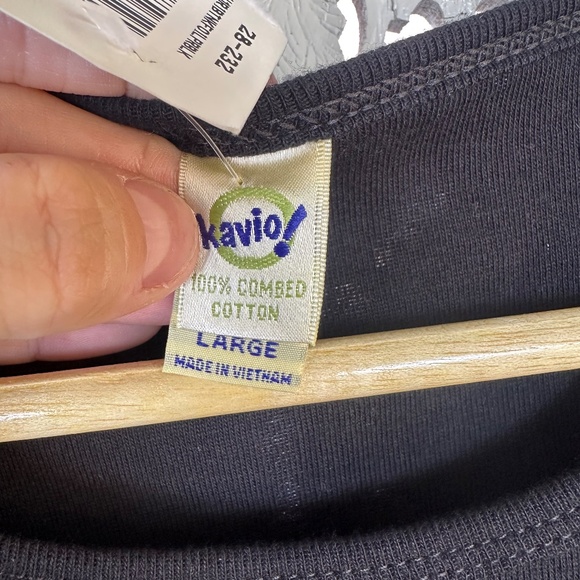 28-232
kavio!
100% COMBED
COTTON
LARGE
MADE IN VIETNAM